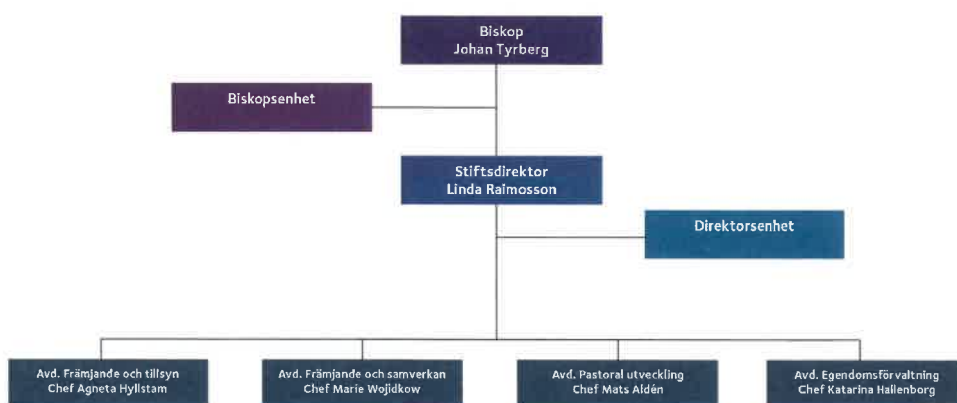 Biskop
Johan Tyrberg
Biskopsenhet
Stiftsdirektor
Linda Raimosson
Direktorsenhet
Avd. Främjande och tillsyn
Chef Agneta Hyllstam
Avd. Främjande och samverkan
Chef Marie Wojidkow
Avd. Pastoral utveckling
Chef Mats Aldén
Avd. Egendomsförvaltning
Chef Katarina Hallenborg